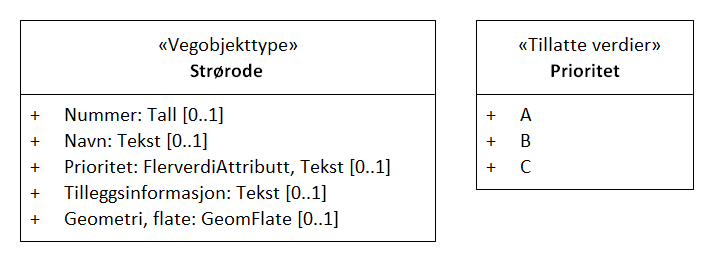 «Vegobjekttype»
Strørode
+ Nummer: Tall [0..1]
+ Navn: Tekst [0..1]
+ Prioritet: FlerverdiAttributt, Tekst [0..1]
+ Tilleggsinformasjon: Tekst [0..1]
+ Geometri, flate: GeomFlate [0..1]
«Tillatte verdier»
Prioritet
+ A
+ B
+ C